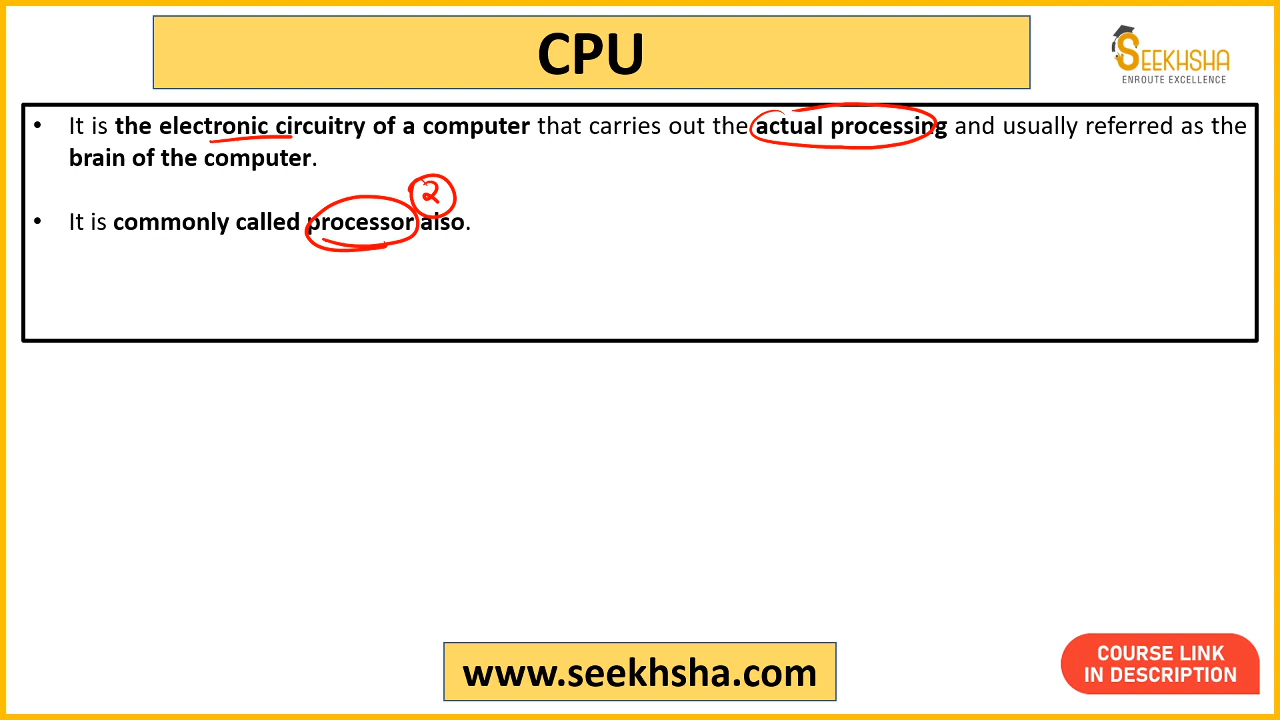 CPU
SEEKHSHA
ENROUTE EXCELLENCE
• It is the electronic circuitry of a computer that carries out the actual processing and usually referred as the
brain of the computer.
2
• It is commonly called processor also.
www.seekhsha.com
COURSE LINK
IN DESCRIPTION